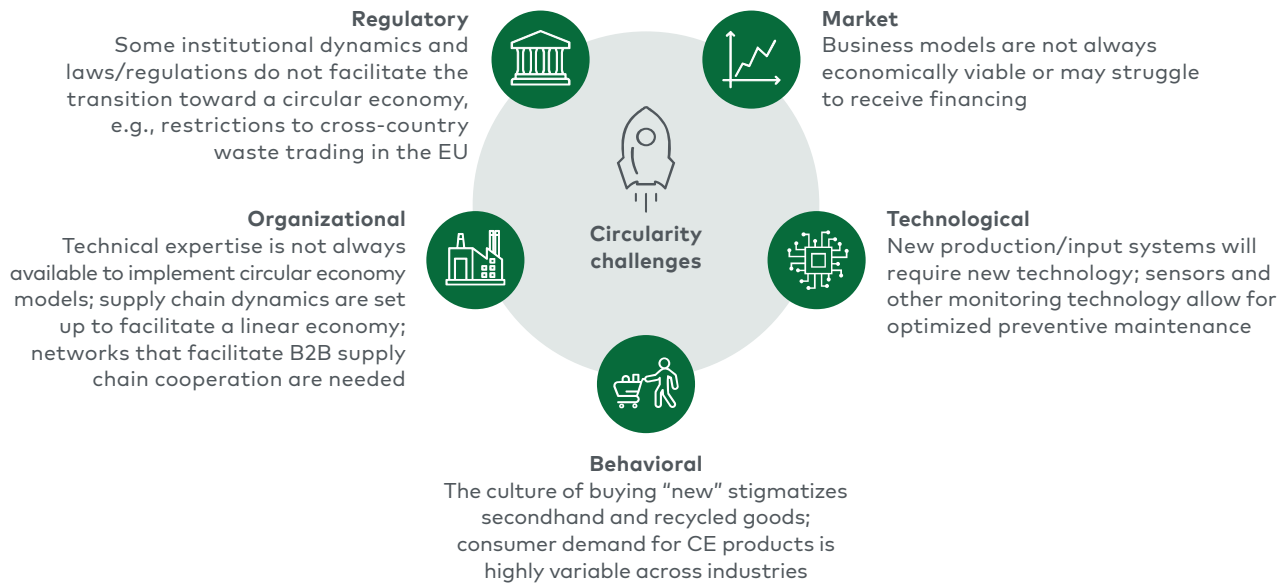 Regulatory
Some institutional dynamics and
laws/regulations do not facilitate the
transition toward a circular economy,
e.g., restrictions to cross-country
waste trading in the EU
Market
Business models are not always
economically viable or may struggle
to receive financing
Circularity
challenges
Organizational
Technical expertise is not always
available to implement circular economy
models; supply chain dynamics are set
up to facilitate a linear economy;
networks that facilitate B2B supply
chain cooperation are needed
Technological
New production/input systems will
require new technology; sensors and
other monitoring technology allow for
optimized preventive maintenance
Behavioral
The culture of buying “new” stigmatizes
secondhand and recycled goods;
consumer demand for CE products is
highly variable across industries